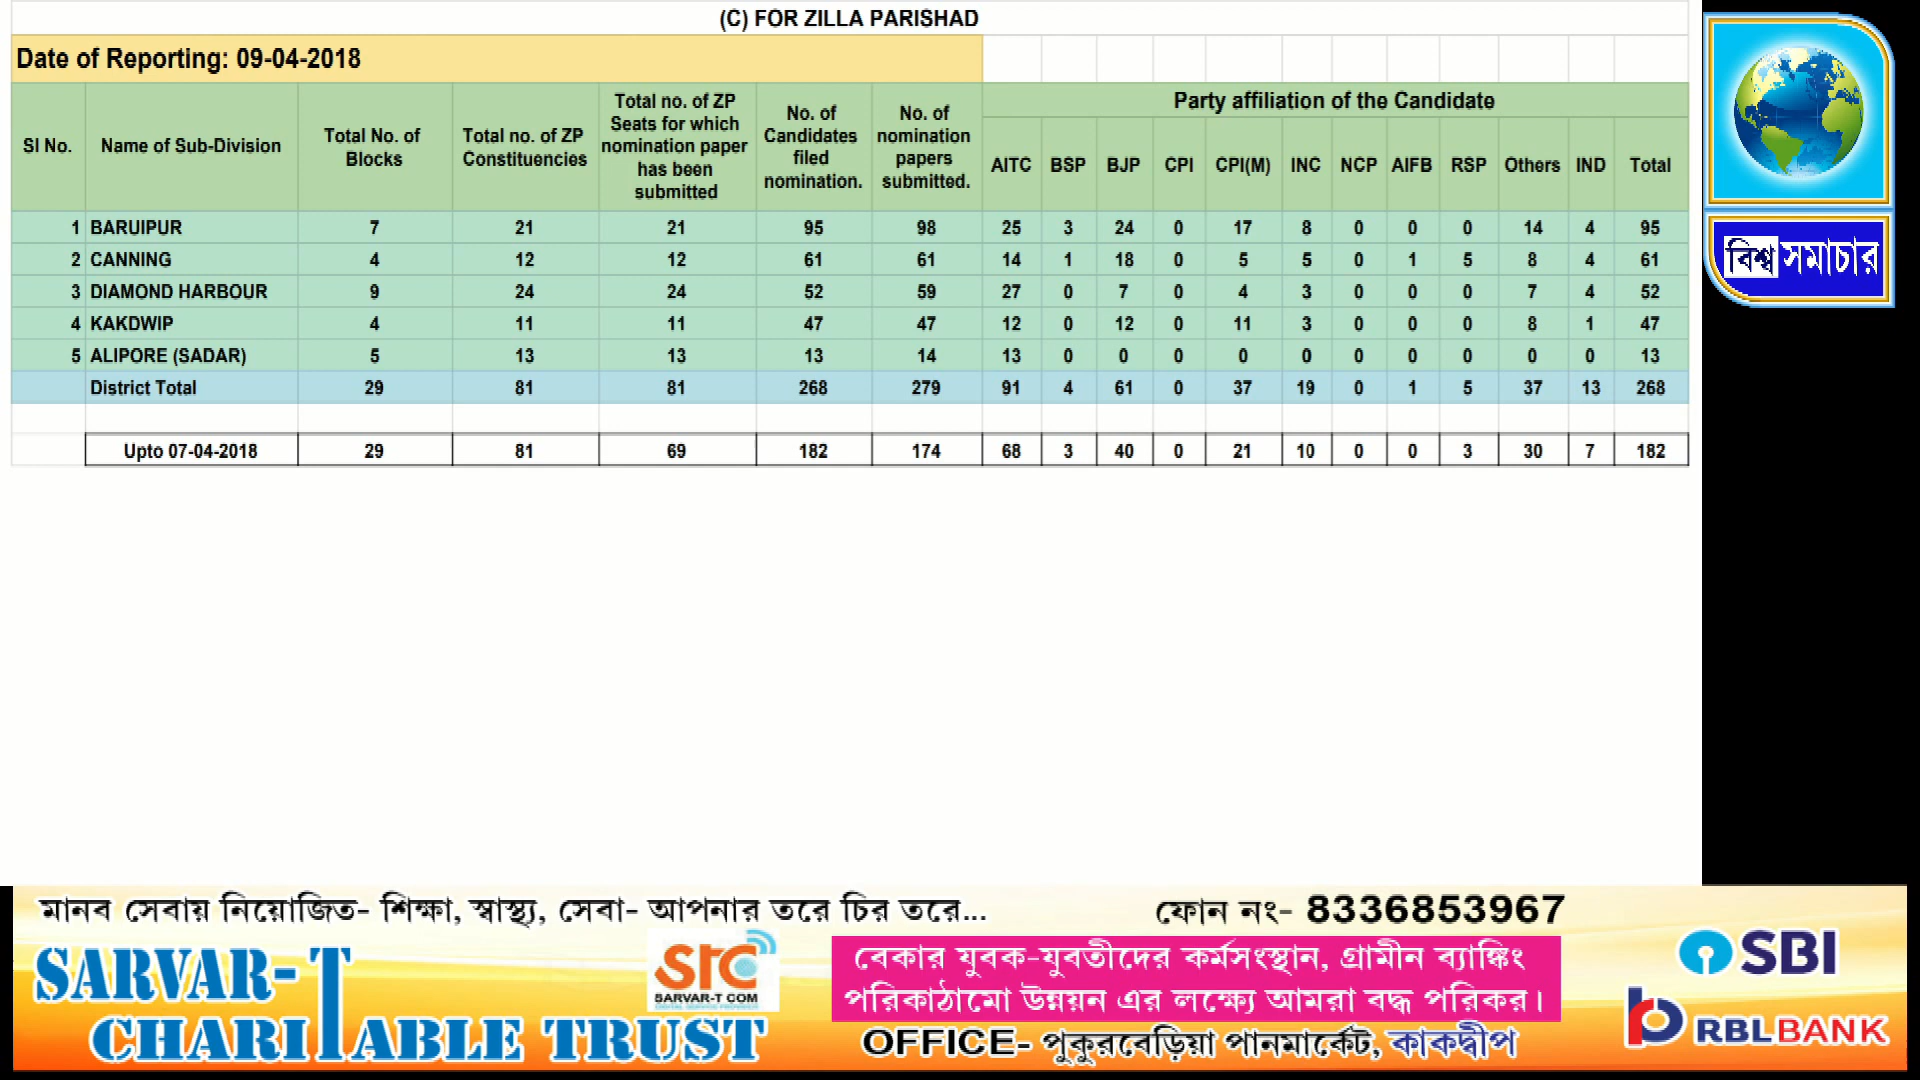 (C) FOR ZILLA PARISHAD
Date of Reporting: 09-04-2018
Sl No. Name of Sub-Division Total No. of Blocks Total no. of ZP Constituencies Total no. of ZP Seats for which nomination paper has been submitted No. of Candidates filed nomination. No. of nomination papers submitted. Party affiliation of the Candidate
AITC BSP BJP CPI CPI(M) INC NCP AIFB RSP Others IND Total
1 BARUIPUR 7 21 21 95 98 25 3 24 0 17 8 0 0 0 14 4 95
2 CANNING 4 12 12 61 61 14 1 18 0 5 5 0 1 5 8 4 61
3 DIAMOND HARBOUR 9 24 24 52 59 27 0 7 0 4 3 0 0 0 7 4 52
4 KAKDWIP 4 11 11 47 47 12 0 12 0 11 3 0 0 0 8 1 47
5 ALIPORE (SADAR) 5 13 13 13 14 13 0 0 0 0 0 0 0 0 0 0 13
District Total 29 81 81 268 279 91 4 61 0 37 19 0 1 5 37 13 268
Upto 07-04-2018 29 81 69 182 174 68 3 40 0 21 10 0 0 3 30 7 182
বিশ্ব সমাচার
মানব সেবায় নিয়োজিত- শিক্ষা, স্বাস্থ্য, সেবা- আপনার তরে চির তরে...
ফোন নং- 8336853967
SARVAR-T CHARITABLE TRUST
STC
SARVAR-T COM
বেকার যুবক-যুবতীদের কর্মসংস্থান, গ্রামীন ব্যাঙ্কিং
পরিকাঠামো উন্নয়ন এর লক্ষ্যে আমরা বদ্ধ পরিকর।
OFFICE- পুকুরবেড়িয়া পানমার্কেট, কাকদ্বীপ
SBI
RBLBANK